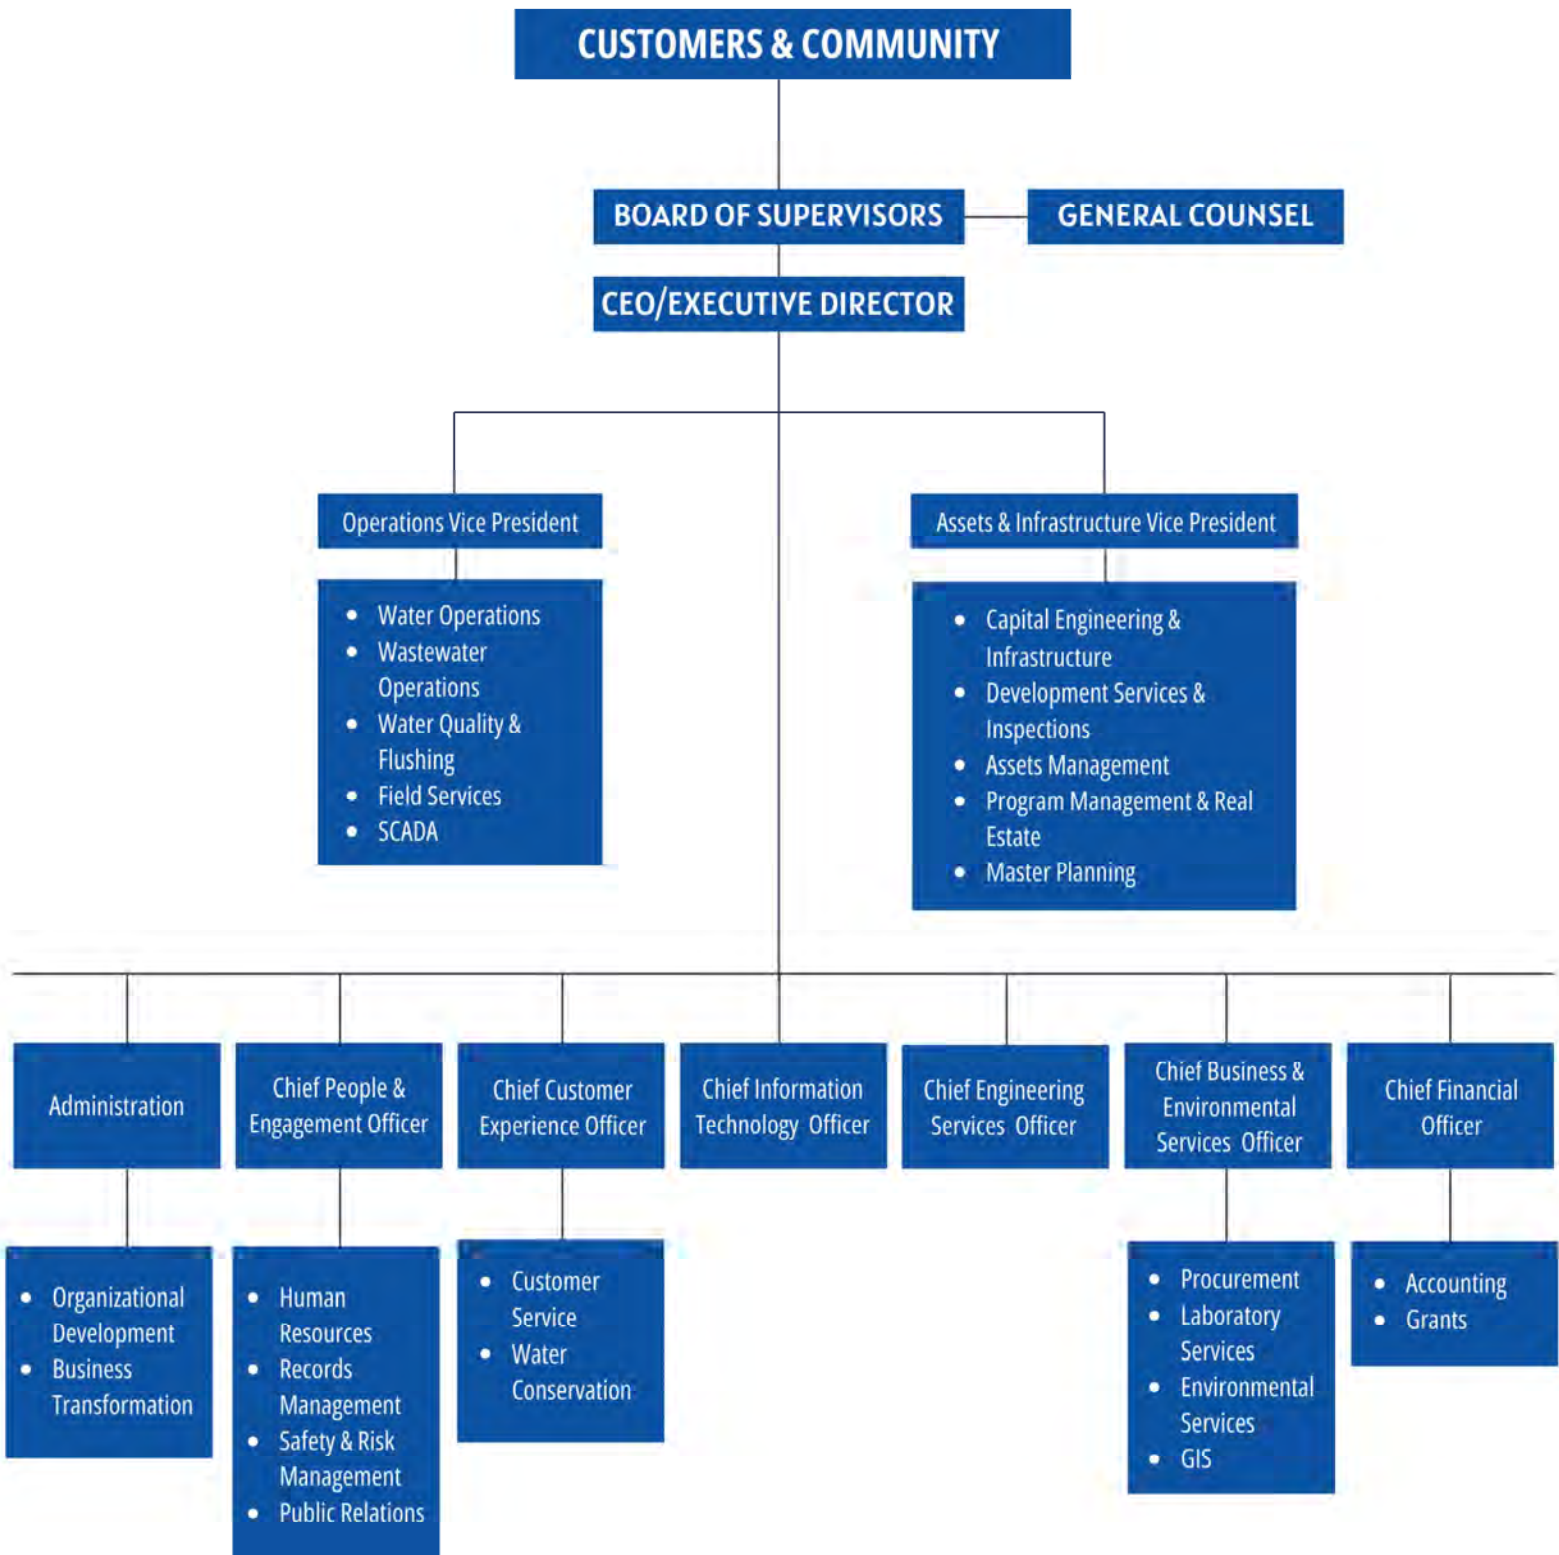 CUSTOMERS & COMMUNITY
BOARD OF SUPERVISORS
GENERAL COUNSEL
CEO/EXECUTIVE DIRECTOR
Operations Vice President
• Water Operations
• Wastewater
Operations
• Water Quality &
Flushing
• Field Services
• SCADA
Assets & Infrastructure Vice President
• Capital Engineering &
Infrastructure
• Development Services &
Inspections
• Assets Management
• Program Management & Real
Estate
• Master Planning
Administration
Chief People &
Engagement Officer
Chief Customer
Experience Officer
Chief Information
Technology Officer
Chief Engineering
Services Officer
Chief Business &
Environmental
Services Officer
Chief Financial
Officer
• Organizational
Development
• Business
Transformation
• Human
Resources
• Records
Management
• Safety & Risk
Management
• Public Relations
• Customer
Service
• Water
Conservation
• Procurement
• Laboratory
Services
• Environmental
Services
• GIS
• Accounting
• Grants